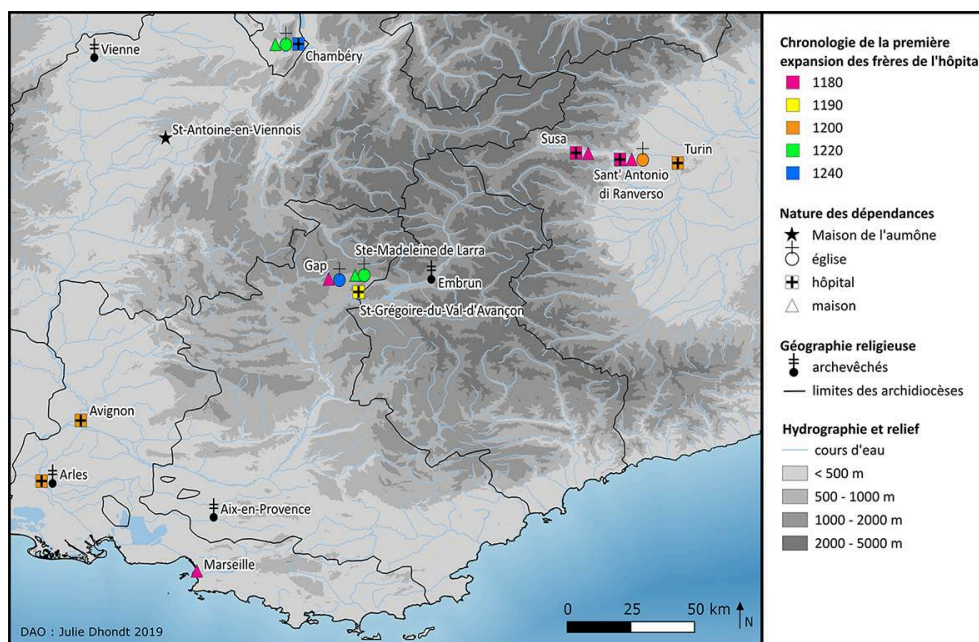 Vienne
Chambéry
St-Antoine-en-Viennois
Susa
Turin
Sant' Antonio
di Ranverso
Ste-Madeleine de Larra
Gap
Embrun
St-Grégoire-du-Val-d'Avançon
Avignon
Arles
Aix-en-Provence
Marseille
0 25 50 km
N
DAO : Julie Dhondt 2019
Chronologie de la première
expansion des frères de l'hôpita
1180
1190
1200
1220
1240
Nature des dépendances
Maison de l'aumône
église
hôpital
maison
Géographie religieuse
archevêchés
limites des archidiocèses
Hydrographie et relief
cours d'eau
< 500 m
500 - 1000 m
1000 - 2000 m
2000 - 5000 m